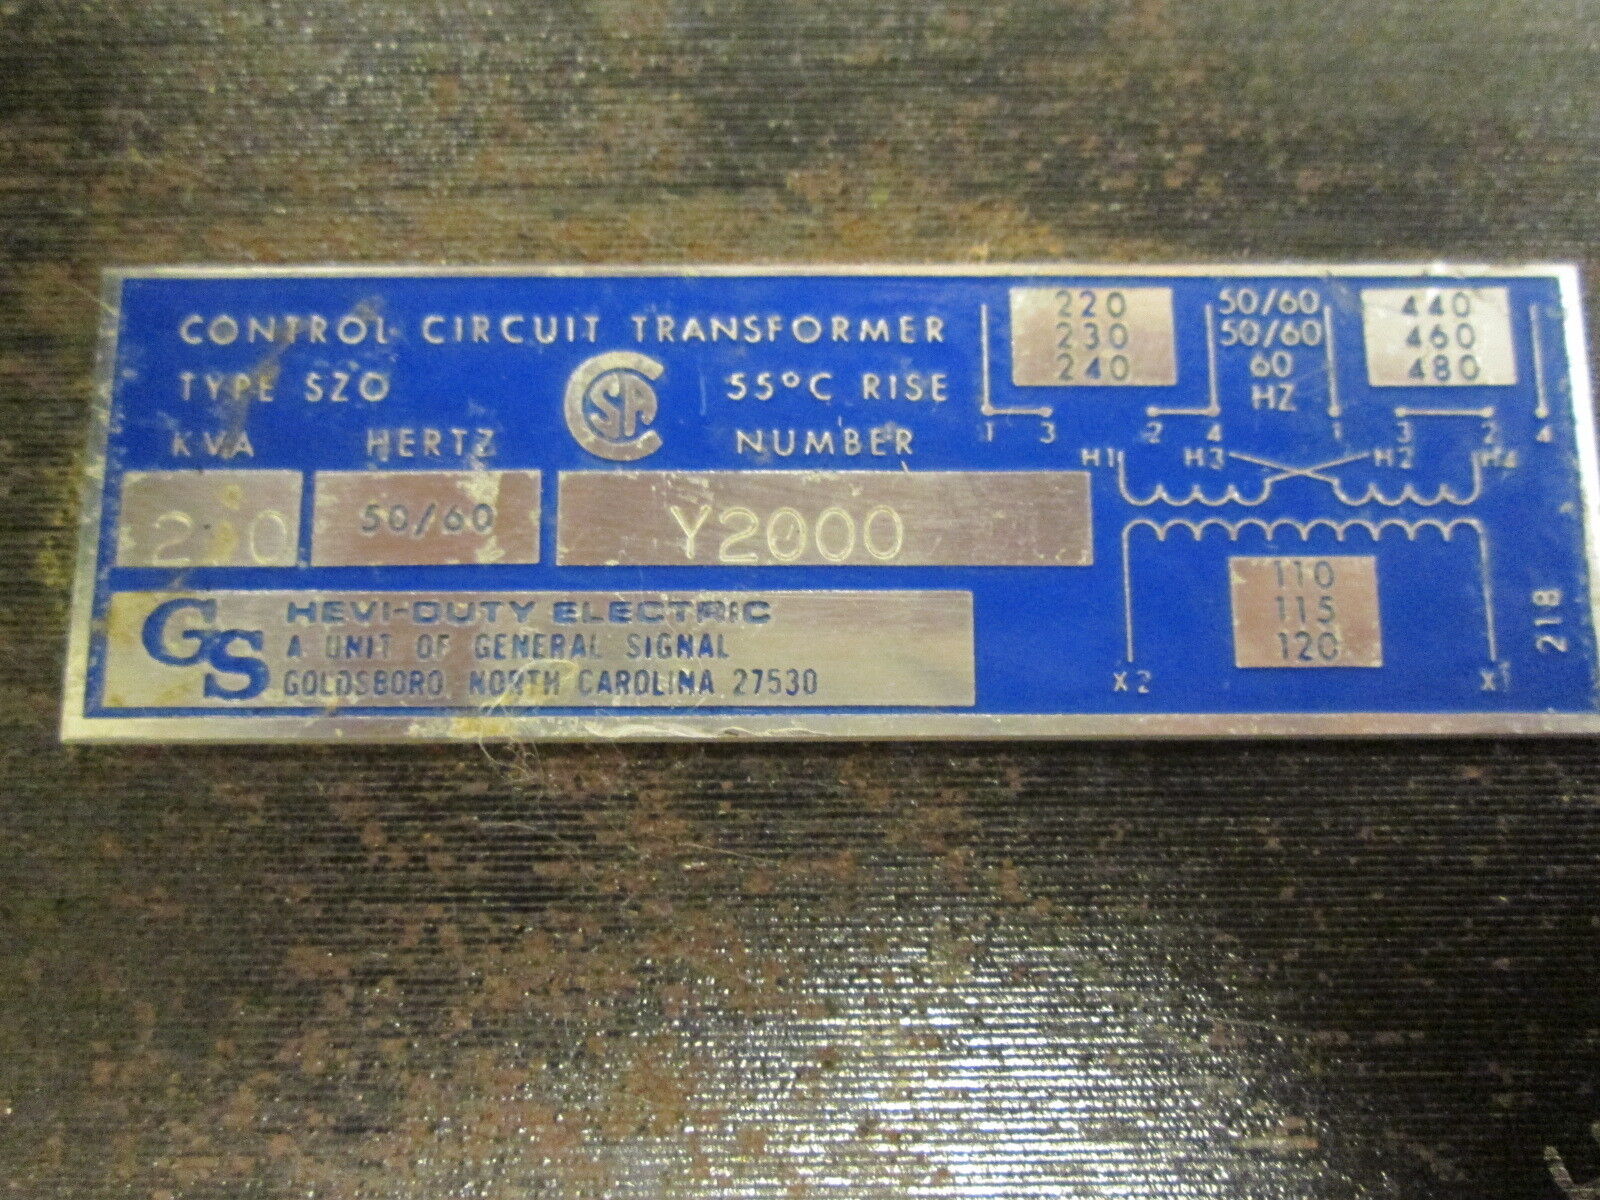 CONTROL CIRCUIT TRANSFORMER
TYPE SZO
CSA
55°C RISE
KVA
HERTZ
NUMBER
50/60
Y2000
GS
HEVI-DUTY ELECTRIC
A UNIT OF GENERAL SIGNAL
GOLDSBORO, NORTH CAROLINA 27530
220 50/60 440
230 50/60 460
240 60 480
HZ
1 3 2 4 1 3 2 4
H1 H3 H2 H4
110
115
120
X2 X1
218